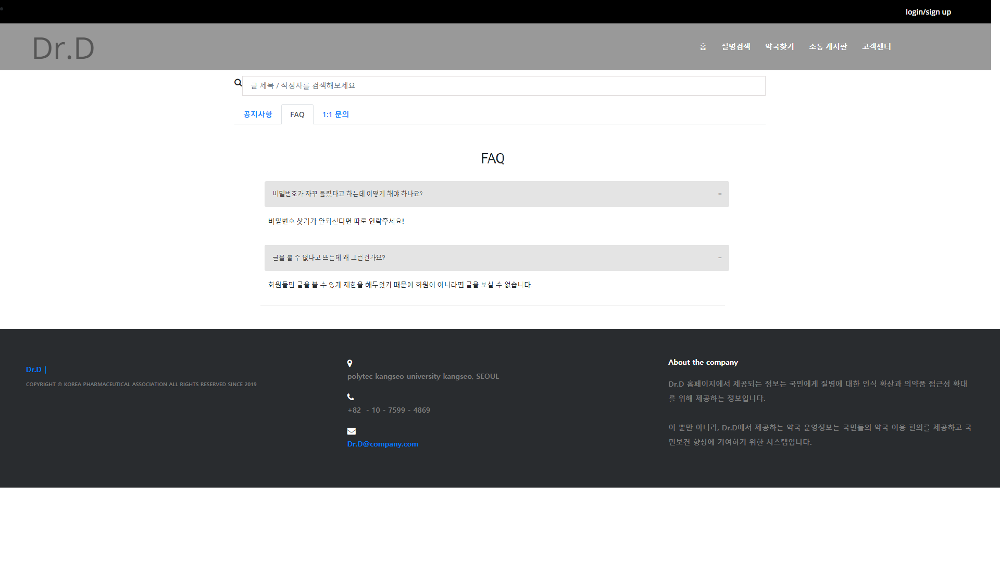 login/sign up
Dr.D
홈 질병검색 약국찾기 소통 게시판 고객센터
글 제목 / 작성자를 검색해보세요
공지사항 FAQ 1:1 문의
FAQ
비밀번호가 자꾸 틀렸다고 하는데 어떻게 해야 하나요? -
비밀번호 찾기가 안되신다면 따로 연락주세요!
글을 볼 수 없다고 뜨는데 왜 그런건가요? -
회원들만 글을 볼 수 있게 제한을 해두었기 때문에 회원이 아니라면 글을 보실 수 없습니다.
Dr.D |
COPYRIGHT © KOREA PHARMACEUTICAL ASSOCIATION ALL RIGHTS RESERVED SINCE 2019
polytec kangseo university kangseo, SEOUL
+82 - 10 - 7599 - 4869
Dr.D@company.com
About the company
Dr.D 홈페이지에서 제공되는 정보는 국민에게 질병에 대한 인식 확산과 의약품 접근성 확대
를 위해 제공하는 정보입니다.
이 뿐만 아니라, Dr.D에서 제공하는 약국 운영정보는 국민들의 약국 이용 편의를 제공하고 국
민보건 향상에 기여하기 위한 시스템입니다.